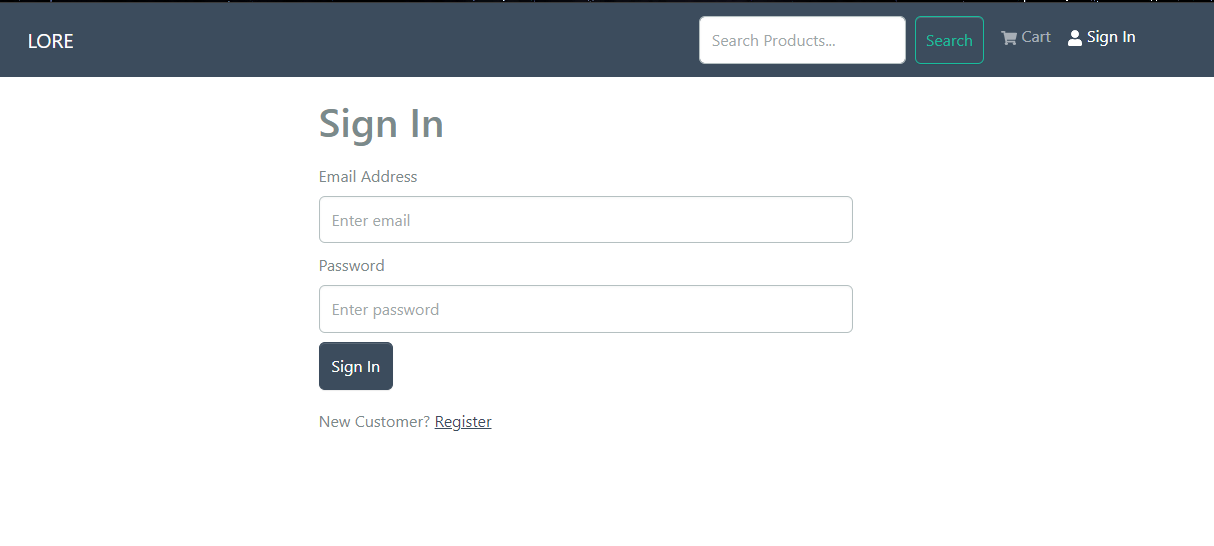 LORE
Search Products...
Search
Cart
Sign In
Sign In
Email Address
Enter email
Password
Enter password
Sign In
New Customer? Register